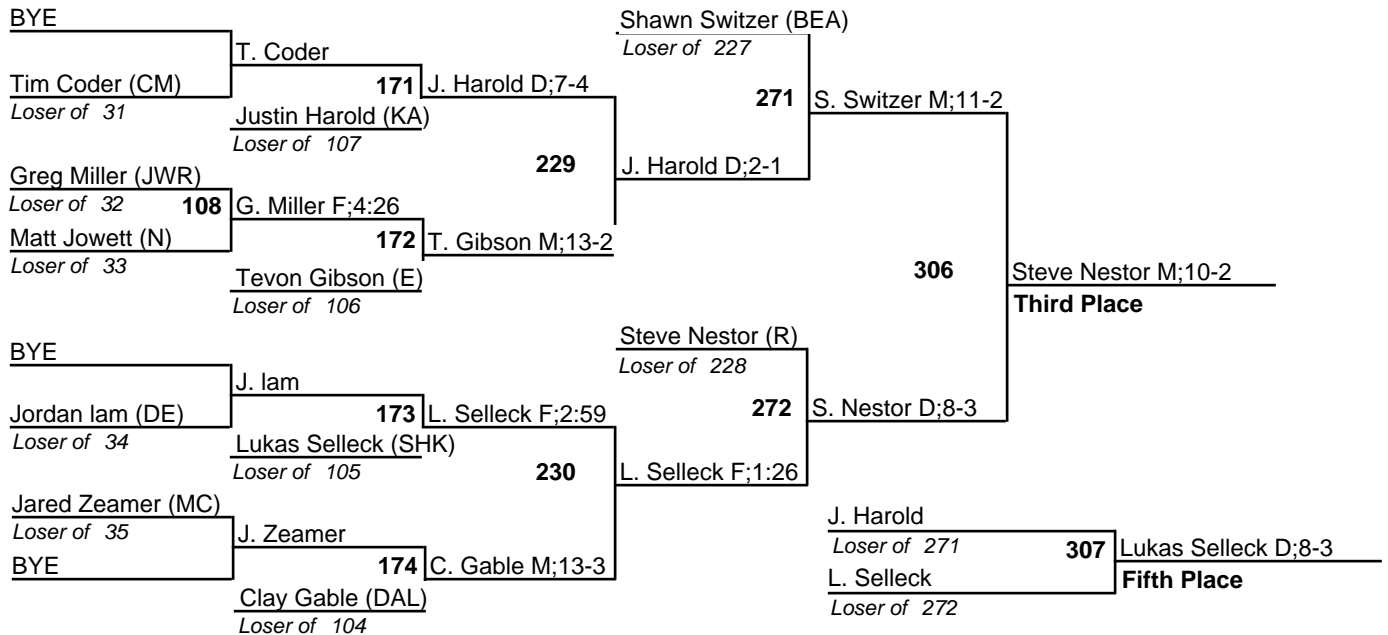 BYE
T. Coder
Tim Coder (CM)
Loser of 31
171
Justin Harold (KA)
Loser of 107
J. Harold D;7-4
Greg Miller (JWR)
Loser of 32
108
Matt Jowett (N)
Loser of 33
G. Miller F;4:26
172
Tevon Gibson (E)
Loser of 106
T. Gibson M;13-2
229
J. Harold D;2-1
Shawn Switzer (BEA)
Loser of 227
271
S. Switzer M;11-2
BYE
J. lam
Jordan lam (DE)
Loser of 34
173
Lukas Selleck (SHK)
Loser of 105
L. Selleck F;2:59
Jared Zeamer (MC)
Loser of 35
BYE
J. Zeamer
174
Clay Gable (DAL)
Loser of 104
C. Gable M;13-3
230
L. Selleck F;1:26
Steve Nestor (R)
Loser of 228
272
S. Nestor D;8-3
306
Steve Nestor M;10-2
Third Place
J. Harold
Loser of 271
307
L. Selleck
Loser of 272
Lukas Selleck D;8-3
Fifth Place